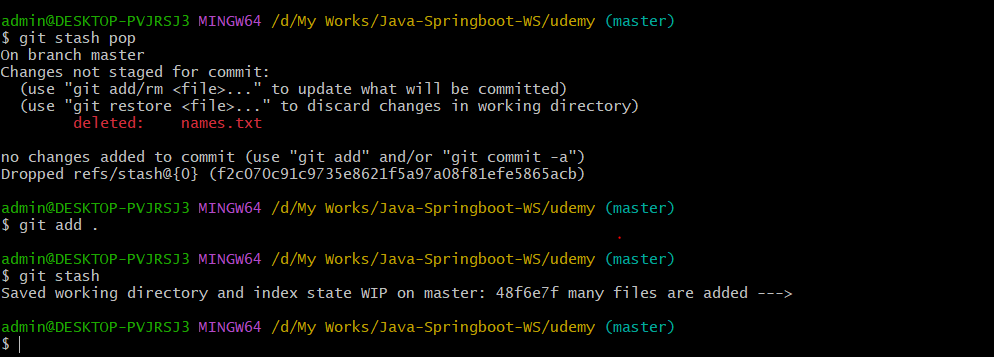 admin@DESKTOP-PVJRSJ3 MINGW64 /d/My Works/Java-Springboot-WS/udemy (master)
$ git stash pop
On branch master
Changes not staged for commit:
  (use "git add/rm <file>..." to update what will be committed)
  (use "git restore <file>..." to discard changes in working directory)
        deleted:    names.txt

no changes added to commit (use "git add" and/or "git commit -a")
Dropped refs/stash@{0} (f2c070c91c9735e8621f5a97a08f81efe5865acb)

admin@DESKTOP-PVJRSJ3 MINGW64 /d/My Works/Java-Springboot-WS/udemy (master)
$ git add .

admin@DESKTOP-PVJRSJ3 MINGW64 /d/My Works/Java-Springboot-WS/udemy (master)
$ git stash
Saved working directory and index state WIP on master: 48f6e7f many files are added --->

admin@DESKTOP-PVJRSJ3 MINGW64 /d/My Works/Java-Springboot-WS/udemy (master)
$